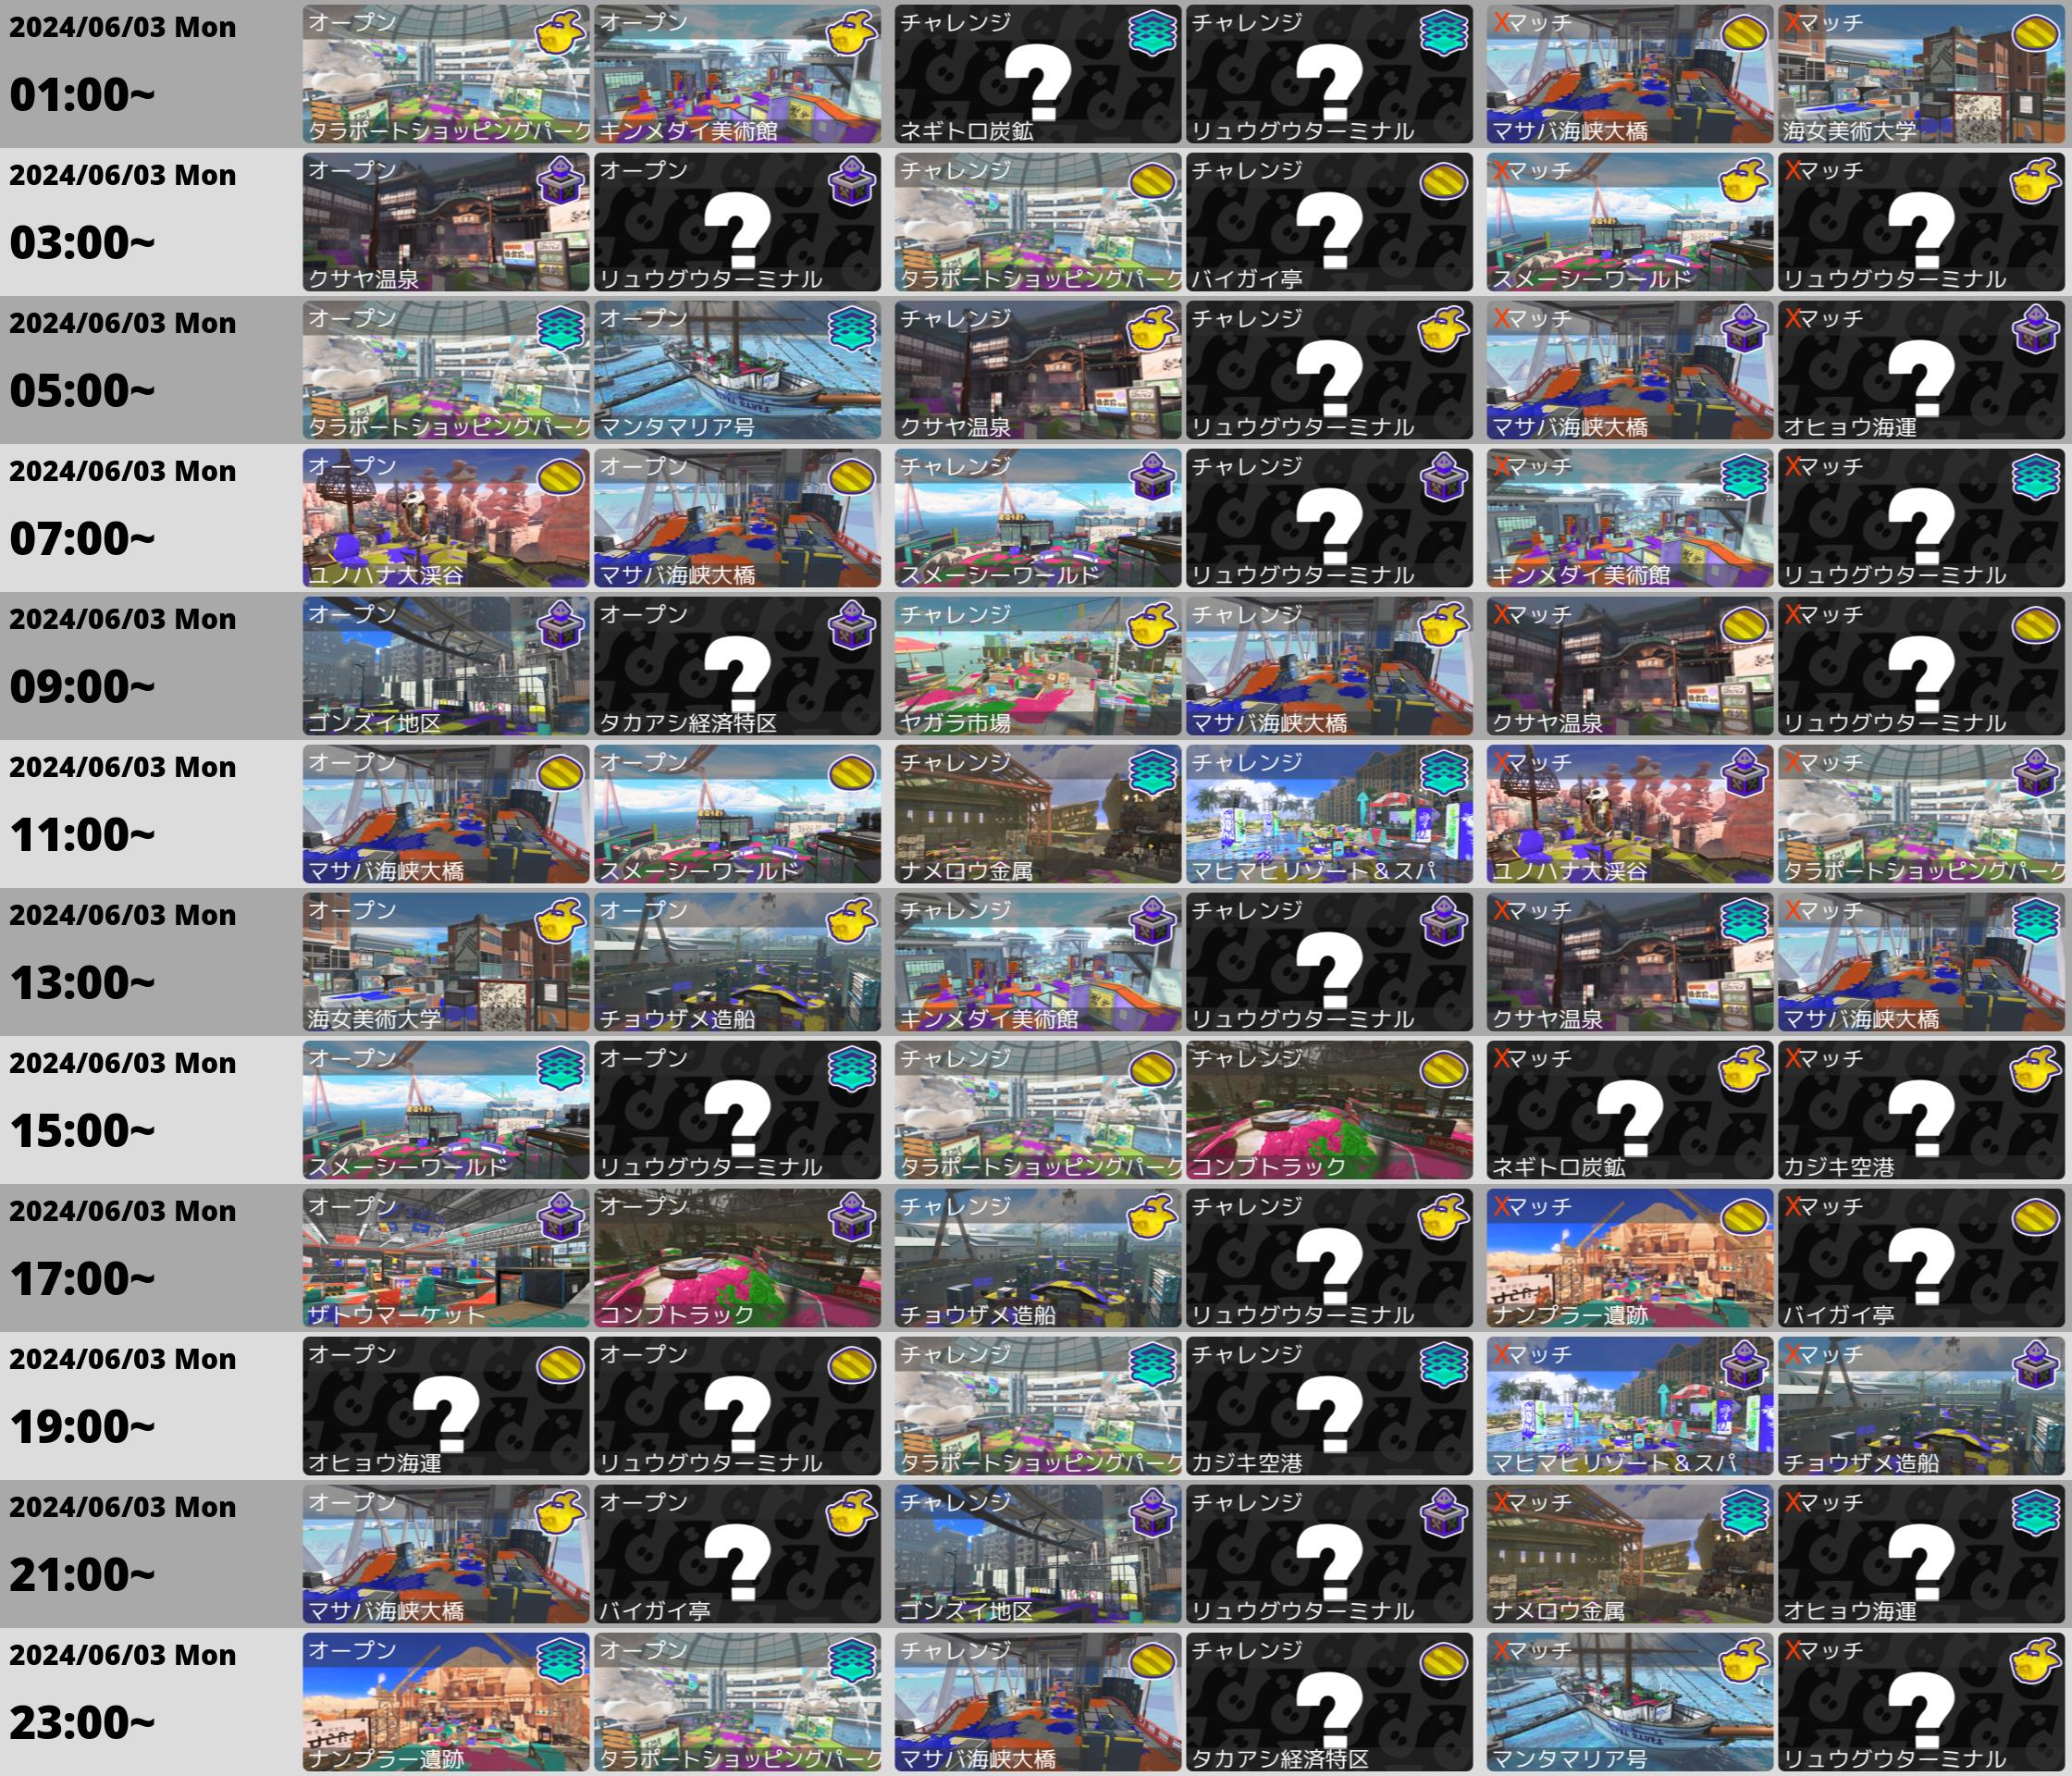 2024/06/03 Mon
01:00~
オープン
タラポートショッピングパーク
オープン
キンメダイ美術館
チャレンジ
ネギトロ炭鉱
チャレンジ
リュウグウターミナル
Xマッチ
マサバ海峡大橋
Xマッチ
海女美術大学
2024/06/03 Mon
03:00~
オープン
クサヤ温泉
オープン
リュウグウターミナル
チャレンジ
タラポートショッピングパーク
チャレンジ
バイガイ亭
Xマッチ
スメーシーワールド
Xマッチ
リュウグウターミナル
2024/06/03 Mon
05:00~
オープン
タラポートショッピングパーク
オープン
マンタマリア号
チャレンジ
クサヤ温泉
チャレンジ
リュウグウターミナル
Xマッチ
マサバ海峡大橋
Xマッチ
オヒョウ海運
2024/06/03 Mon
07:00~
オープン
ユノハナ大渓谷
オープン
マサバ海峡大橋
チャレンジ
スメーシーワールド
チャレンジ
リュウグウターミナル
Xマッチ
キンメダイ美術館
Xマッチ
リュウグウターミナル
2024/06/03 Mon
09:00~
オープン
ゴンズイ地区
オープン
タカアシ経済特区
チャレンジ
ヤガラ市場
チャレンジ
マサバ海峡大橋
Xマッチ
クサヤ温泉
Xマッチ
リュウグウターミナル
2024/06/03 Mon
11:00~
オープン
マサバ海峡大橋
オープン
スメーシーワールド
チャレンジ
ナメロウ金属
チャレンジ
マヒマヒリゾート＆スパ
Xマッチ
ユノハナ大渓谷
Xマッチ
タラポートショッピングパーク
2024/06/03 Mon
13:00~
オープン
海女美術大学
オープン
チョウザメ造船
チャレンジ
キンメダイ美術館
チャレンジ
リュウグウターミナル
Xマッチ
クサヤ温泉
Xマッチ
マサバ海峡大橋
2024/06/03 Mon
15:00~
オープン
スメーシーワールド
オープン
リュウグウターミナル
チャレンジ
タラポートショッピングパーク
チャレンジ
コンブトラック
Xマッチ
ネギトロ炭鉱
Xマッチ
カジキ空港
2024/06/03 Mon
17:00~
オープン
ザトウマーケット
オープン
コンブトラック
チャレンジ
チョウザメ造船
チャレンジ
リュウグウターミナル
Xマッチ
ナンプラー遺跡
Xマッチ
バイガイ亭
2024/06/03 Mon
19:00~
オープン
オヒョウ海運
オープン
リュウグウターミナル
チャレンジ
タラポートショッピングパーク
チャレンジ
カジキ空港
Xマッチ
マヒマヒリゾート＆スパ
Xマッチ
チョウザメ造船
2024/06/03 Mon
21:00~
オープン
マサバ海峡大橋
オープン
バイガイ亭
チャレンジ
ゴンズイ地区
チャレンジ
リュウグウターミナル
Xマッチ
ナメロウ金属
Xマッチ
オヒョウ海運
2024/06/03 Mon
23:00~
オープン
ナンプラー遺跡
オープン
タラポートショッピングパーク
チャレンジ
マサバ海峡大橋
チャレンジ
タカアシ経済特区
Xマッチ
マンタマリア号
Xマッチ
リュウグウターミナル